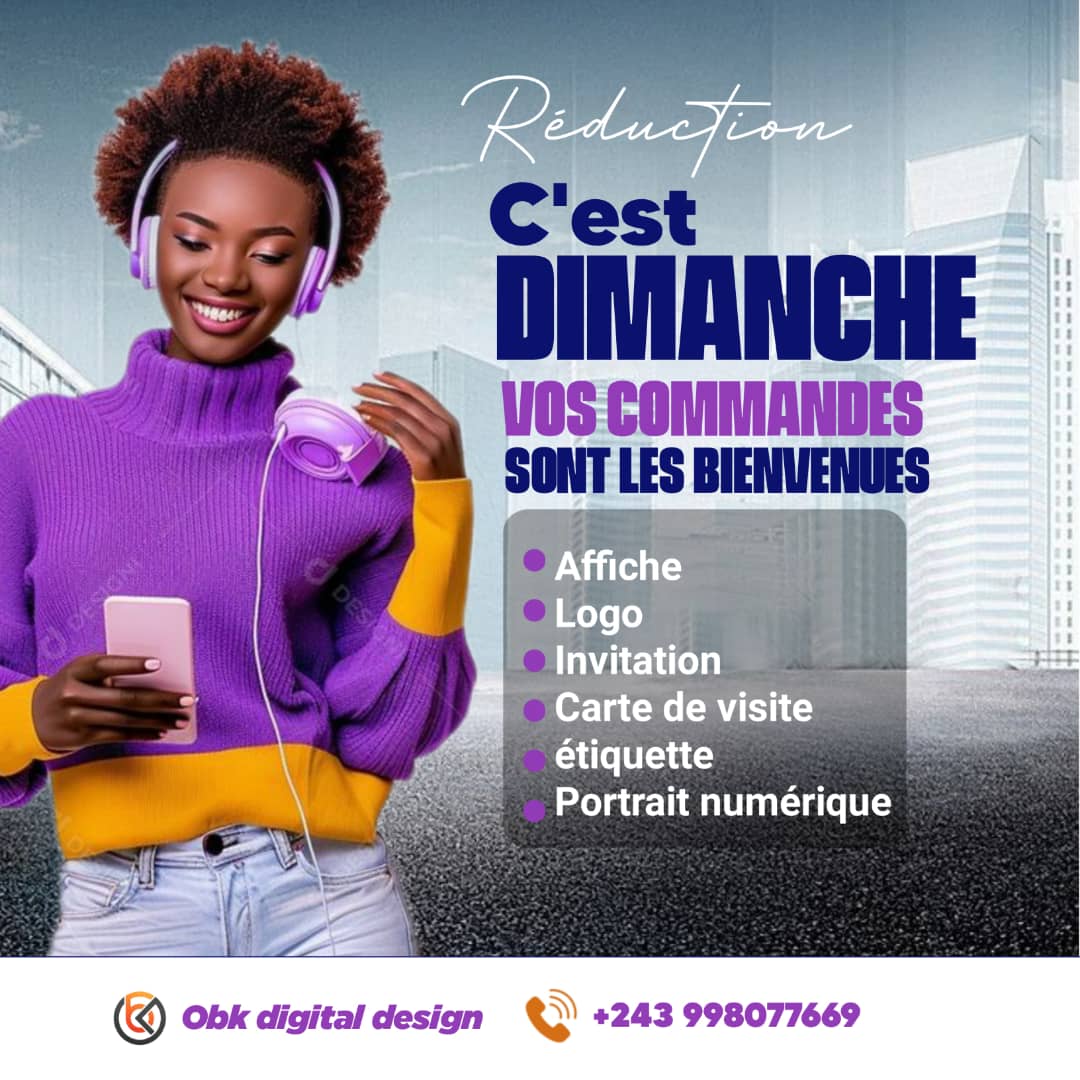 Réduction
C'est
DIMANCHE
VOS COMMANDES
SONT LES BIENVENUES
Affiche
Logo
Invitation
Carte de visite
étiquette
Portrait numérique
DESIGNI
Obk digital design
+243 998077669